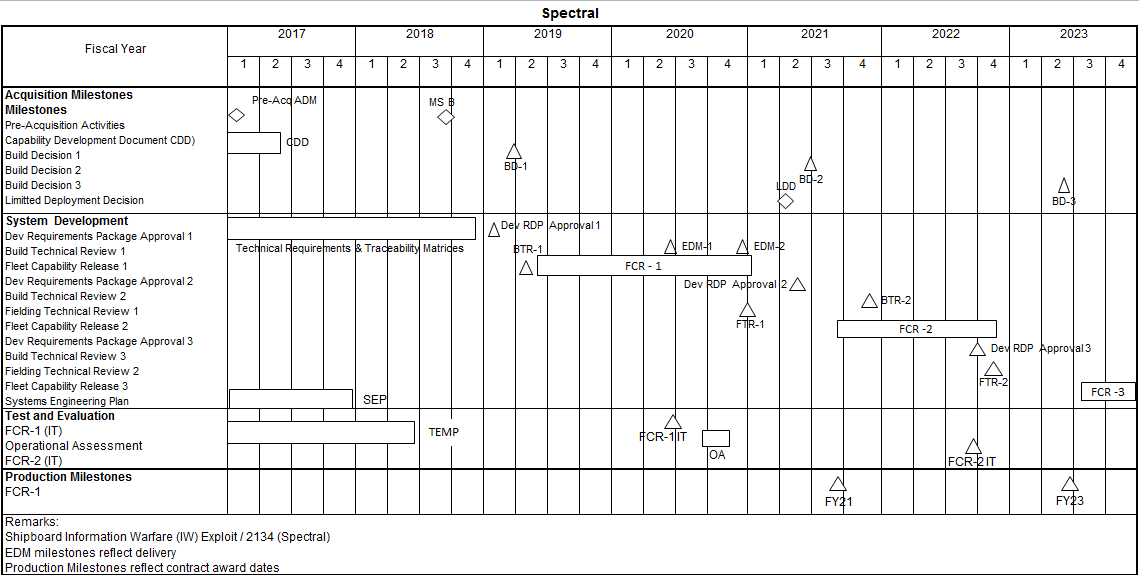 Spectral
Fiscal Year
2017 2018 2019 2020 2021 2022 2023
1 2 3 4 1 2 3 4 1 2 3 4 1 2 3 4 1 2 3 4 1 2 3 4 1 2 3 4
Acquisition Milestones
Milestones
Pre-Acq ADM
MS B
Pre-Acquisition Activities
Capability Development Document CDD)
CDD
Build Decision 1
BD-1
Build Decision 2
BD-2
Build Decision 3
LDD
Limitted Deployment Decision
BD-3
System Development
Dev RDP Approval 1
Dev Requirements Package Approval 1
Technical Requirements & Traceability Matrices
BTR-1
EDM-1
EDM-2
Build Technical Review 1
Fleet Capability Release 1
FCR - 1
Dev Requirements Package Approval 2
Dev RDP Approval 2
Build Technical Review 2
BTR-2
Fielding Technical Review 1
FTR-1
Fleet Capability Release 2
FCR -2
Dev Requirements Package Approval 3
Dev RDP Approval 3
Build Technical Review 3
Fielding Technical Review 2
FTR-2
Fleet Capability Release 3
FCR -3
Systems Engineering Plan
SEP
Test and Evaluation
FCR-1 (IT)
TEMP
FCR-1 IT
Operational Assessment
OA
FCR-2 (IT)
FCR-2 IT
Production Milestones
FCR-1
FY21
FY23
Remarks:
Shipboard Information Warfare (IW) Exploit / 2134 (Spectral)
EDM milestones reflect delivery
Production Milestones reflect contract award dates